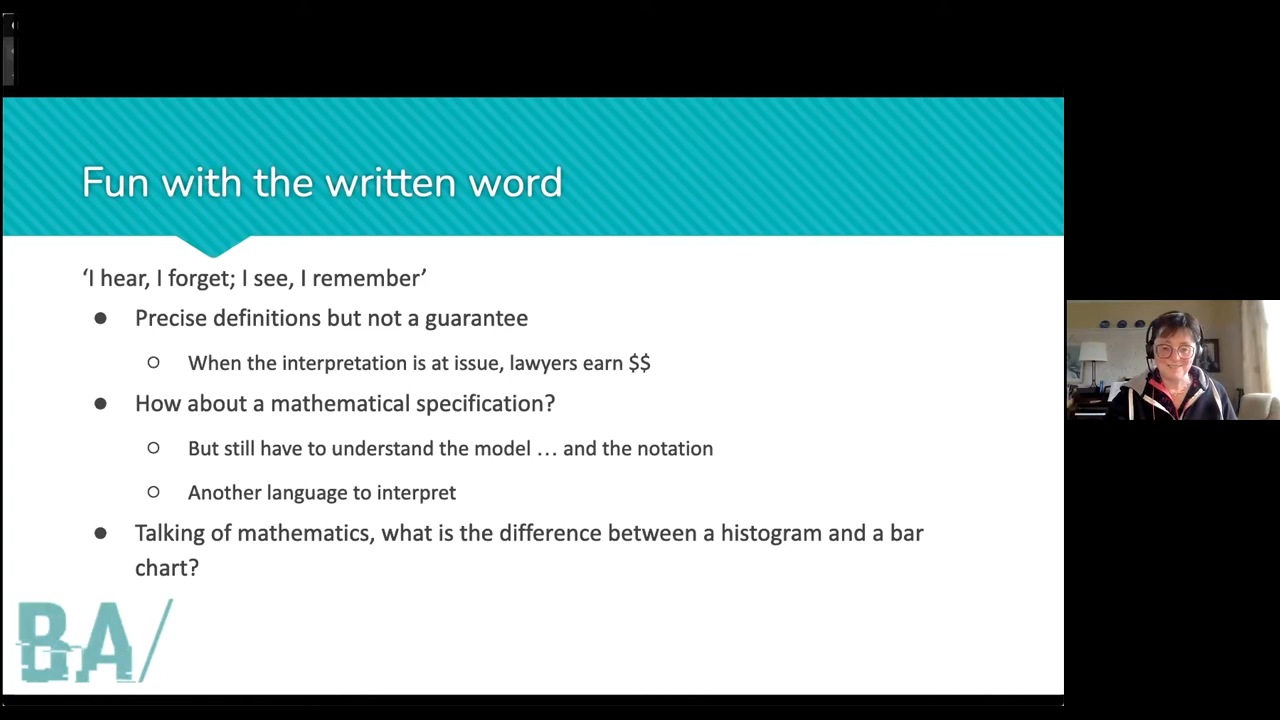 Fun with the written word
‘I hear, I forget; I see, I remember’
● Precise definitions but not a guarantee
○ When the interpretation is at issue, lawyers earn $$
● How about a mathematical specification?
○ But still have to understand the model … and the notation
○ Another language to interpret
● Talking of mathematics, what is the difference between a histogram and a bar
chart?
BA/